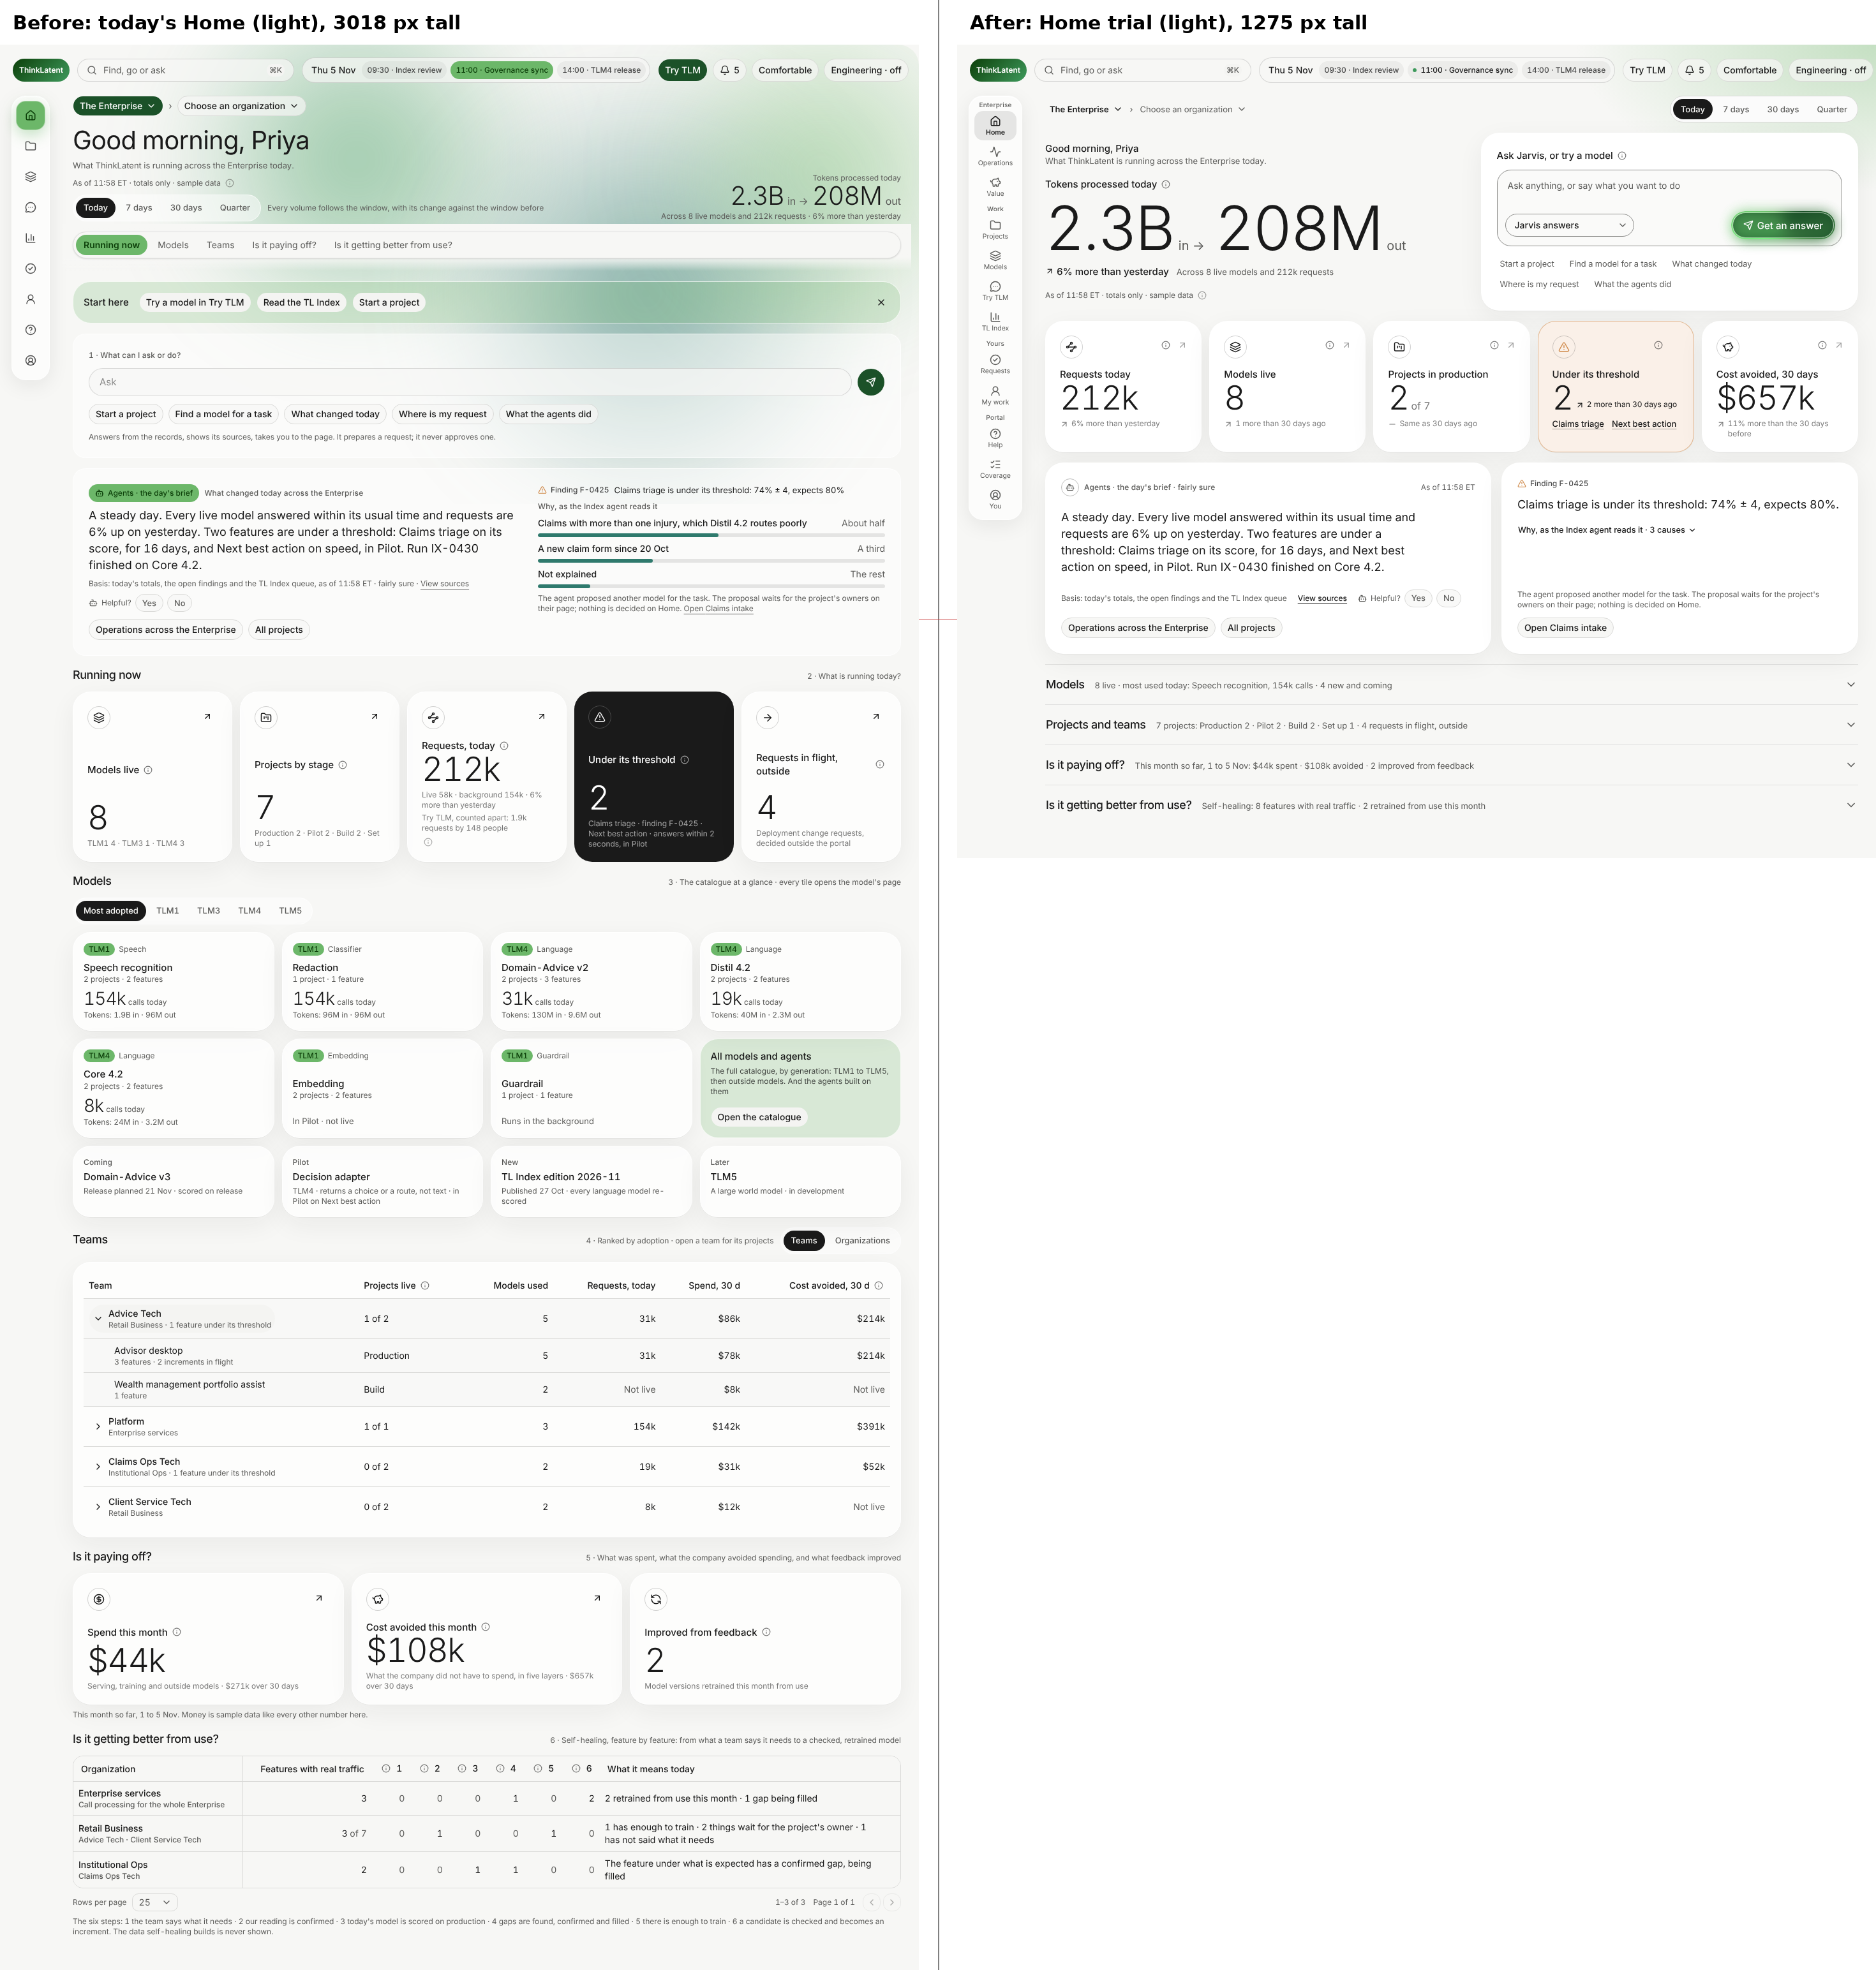 Before: today's Home (light), 3018 px tall
ThinkLatent
Find, go or ask ⌘K
Thu 5 Nov 09:30 · Index review 11:00 · Governance sync 14:00 · TLM4 release
Try TLM
5
Comfortable
Engineering · off
The Enterprise › Choose an organization
Good morning, Priya
What ThinkLatent is running across the Enterprise today.
As of 11:58 ET · totals only · sample data
Today 7 days 30 days Quarter Every volume follows the window, with its change against the window before
Tokens processed today
2.3B in → 208M out
Across 8 live models and 212k requests · 6% more than yesterday
Running now Models Teams Is it paying off? Is it getting better from use?
Start here Try a model in Try TLM Read the TL Index Start a project
1 · What can I ask or do?
Ask
Start a project Find a model for a task What changed today Where is my request What the agents did
Answers from the records, shows its sources, takes you to the page. It prepares a request; it never approves one.
Agents · the day's brief What changed today across the Enterprise
A steady day. Every live model answered within its usual time and requests are
6% up on yesterday. Two features are under a threshold: Claims triage on its
score, for 16 days, and Next best action on speed, in Pilot. Run IX-0430
finished on Core 4.2.
Basis: today's totals, the open findings and the TL Index queue, as of 11:58 ET · fairly sure · View sources
Helpful? Yes No
Operations across the Enterprise All projects
Finding F-0425 Claims triage is under its threshold: 74% ± 4, expects 80%
Why, as the Index agent reads it
Claims with more than one injury, which Distil 4.2 routes poorly About half
A new claim form since 20 Oct A third
Not explained The rest
The agent proposed another model for the task. The proposal waits for the project's owners on
their page; nothing is decided on Home. Open Claims intake
Running now 2 · What is running today?
Models live
8
TLM1 4 · TLM3 1 · TLM4 3
Projects by stage
7
Production 2 · Pilot 2 · Build 2 · Set
up 1
Requests, today
212k
Live 58k · background 154k · 6%
more than yesterday
Try TLM, counted apart: 1.9k
requests by 148 people
Under its threshold
2
Claims triage · finding F-0425 ·
Next best action · answers within 2
seconds, in Pilot
Requests in flight,
outside
4
Deployment change requests,
decided outside the portal
Models 3 · The catalogue at a glance · every tile opens the model's page
Most adopted TLM1 TLM3 TLM4 TLM5
TLM1 Speech
Speech recognition
2 projects · 2 features
154k calls today
Tokens: 1.9B in · 96M out
TLM1 Classifier
Redaction
1 project · 1 feature
154k calls today
Tokens: 96M in · 96M out
TLM4 Language
Domain-Advice v2
2 projects · 3 features
31k calls today
Tokens: 130M in · 9.6M out
TLM4 Language
Distil 4.2
2 projects · 2 features
19k calls today
Tokens: 40M in · 2.3M out
TLM4 Language
Core 4.2
2 projects · 2 features
8k calls today
Tokens: 24M in · 3.2M out
TLM1 Embedding
Embedding
2 projects · 2 features
In Pilot · not live
TLM1 Guardrail
Guardrail
1 project · 1 feature
Runs in the background
All models and agents
The full catalogue, by generation: TLM1 to TLM5,
then outside models. And the agents built on
them
Open the catalogue
Coming
Domain-Advice v3
Release planned 21 Nov · scored on release
Pilot
Decision adapter
TLM4 · returns a choice or a route, not text · in
Pilot on Next best action
New
TL Index edition 2026-11
Published 27 Oct · every language model re-
scored
Later
TLM5
A large world model · in development
Teams 4 · Ranked by adoption · open a team for its projects Teams Organizations
Team Projects live Models used Requests, today Spend, 30 d Cost avoided, 30 d
Advice Tech 1 of 2 5 31k $86k $214k
Retail Business · 1 feature under its threshold
Advisor desktop Production 5 31k $78k $214k
3 features · 2 increments in flight
Wealth management portfolio assist Build 2 Not live $8k Not live
1 feature
Platform 1 of 1 3 154k $142k $391k
Enterprise services
Claims Ops Tech 0 of 2 2 19k $31k $52k
Institutional Ops · 1 feature under its threshold
Client Service Tech 0 of 2 2 8k $12k Not live
Retail Business
Is it paying off? 5 · What was spent, what the company avoided spending, and what feedback improved
Spend this month
$44k
Serving, training and outside models · $271k over 30 days
Cost avoided this month
$108k
What the company did not have to spend, in five layers · $657k
over 30 days
Improved from feedback
2
Model versions retrained this month from use
This month so far, 1 to 5 Nov. Money is sample data like every other number here.
Is it getting better from use? 6 · Self-healing, feature by feature: from what a team says it needs to a checked, retrained model
Organization Features with real traffic 1 2 3 4 5 6 What it means today
Enterprise services 3 0 0 0 1 0 2 2 retrained from use this month · 1 gap being filled
Call processing for the whole Enterprise
Retail Business 3 of 7 0 1 0 0 1 0 1 has enough to train · 2 things wait for the project's owner · 1
Advice Tech · Client Service Tech has not said what it needs
Institutional Ops 2 0 0 1 1 0 0 The feature under what is expected has a confirmed gap, being
Claims Ops Tech filled
Rows per page 25 1–3 of 3 Page 1 of 1
The six steps: 1 the team says what it needs · 2 our reading is confirmed · 3 today's model is scored on production · 4 gaps are found, confirmed and filled · 5 there is enough to train · 6 a candidate is checked and becomes an
increment. The data self-healing builds is never shown.
After: Home trial (light), 1275 px tall
ThinkLatent
Find, go or ask ⌘K
Thu 5 Nov 09:30 · Index review 11:00 · Governance sync 14:00 · TLM4 release
Try TLM
5
Comfortable
Engineering · off
Enterprise
Home
Operations
Value
Work
Projects
Models
Try TLM
TL Index
Yours
Requests
My work
Portal
Help
Coverage
You
The Enterprise › Choose an organization
Today 7 days 30 days Quarter
Good morning, Priya
What ThinkLatent is running across the Enterprise today.
Tokens processed today
2.3B in → 208M out
6% more than yesterday Across 8 live models and 212k requests
As of 11:58 ET · totals only · sample data
Ask Jarvis, or try a model
Ask anything, or say what you want to do
Jarvis answers
Get an answer
Start a project Find a model for a task What changed today
Where is my request What the agents did
Requests today
212k
6% more than yesterday
Models live
8
1 more than 30 days ago
Projects in production
2 of 7
Same as 30 days ago
Under its threshold
2 2 more than 30 days ago
Claims triage Next best action
Cost avoided, 30 days
$657k
11% more than the 30 days
before
Agents · the day's brief · fairly sure As of 11:58 ET
A steady day. Every live model answered within its usual time and
requests are 6% up on yesterday. Two features are under a
threshold: Claims triage on its score, for 16 days, and Next best
action on speed, in Pilot. Run IX-0430 finished on Core 4.2.
Basis: today's totals, the open findings and the TL Index queue View sources Helpful? Yes No
Operations across the Enterprise All projects
Finding F-0425
Claims triage is under its threshold: 74% ± 4, expects 80%.
Why, as the Index agent reads it · 3 causes
The agent proposed another model for the task. The proposal waits for the project's
owners on their page; nothing is decided on Home.
Open Claims intake
Models 8 live · most used today: Speech recognition, 154k calls · 4 new and coming
Projects and teams 7 projects: Production 2 · Pilot 2 · Build 2 · Set up 1 · 4 requests in flight, outside
Is it paying off? This month so far, 1 to 5 Nov: $44k spent · $108k avoided · 2 improved from feedback
Is it getting better from use? Self-healing: 8 features with real traffic · 2 retrained from use this month